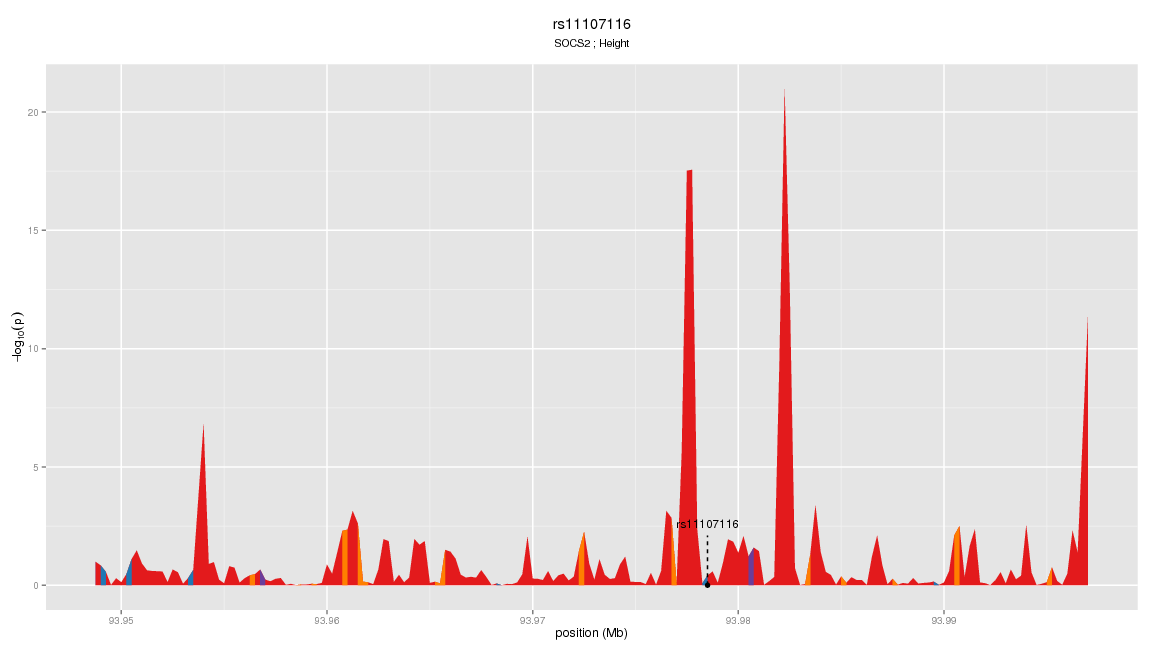 rs11107116
SOCS2 ; Height
20
15
10
5
0
−log₁₀(p)
rs11107116
93.95 93.96 93.97 93.98 93.99
position (Mb)